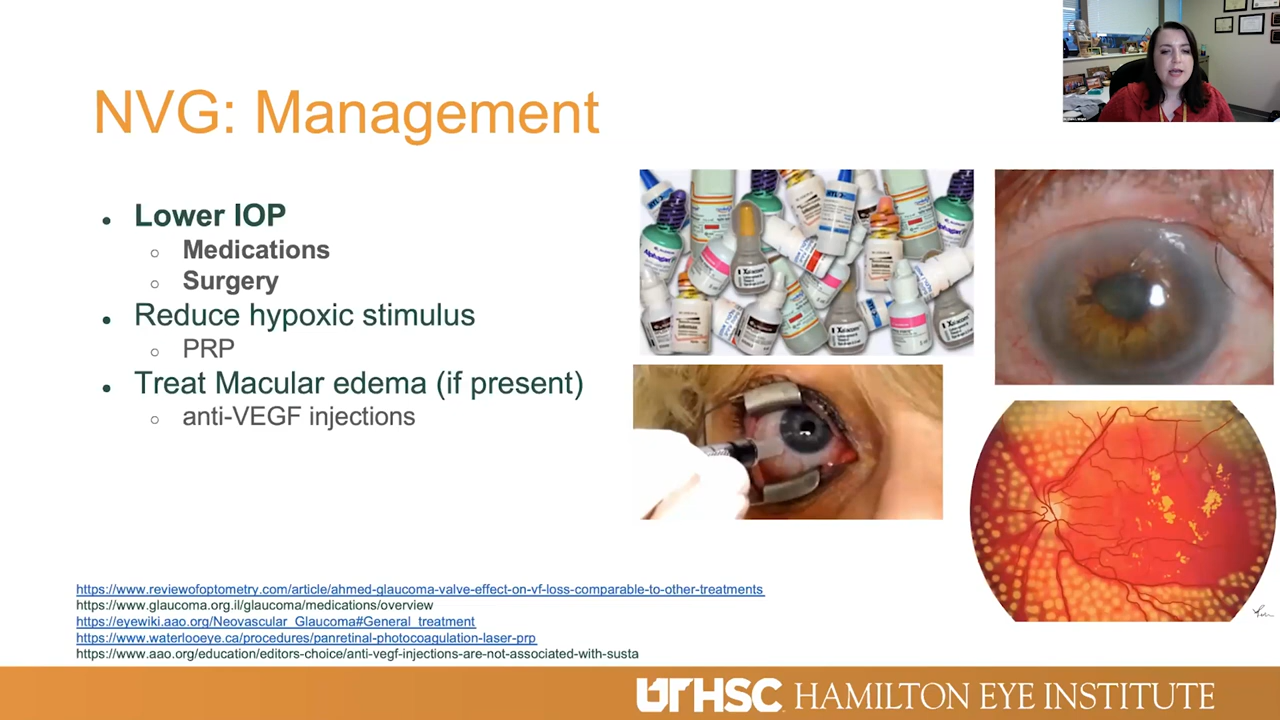 NVG: Management
Lower IOP
Medications
Surgery
Reduce hypoxic stimulus
PRP
Treat Macular edema (if present)
anti-VEGF injections
https://www.reviewofoptometry.com/article/ahmed-glaucoma-valve-effect-on-vf-loss-comparable-to-other-treatments
https://www.glaucoma.org.il/glaucoma/medications/overview
https://eyewiki.aao.org/Neovascular_Glaucoma#General_treatment
https://www.waterlooeye.ca/procedures/panretinal-photocoagulation-laser-prp
https://www.aao.org/education/editors-choice/anti-vegf-injections-are-not-associated-with-susta
UTHSC HAMILTON EYE INSTITUTE